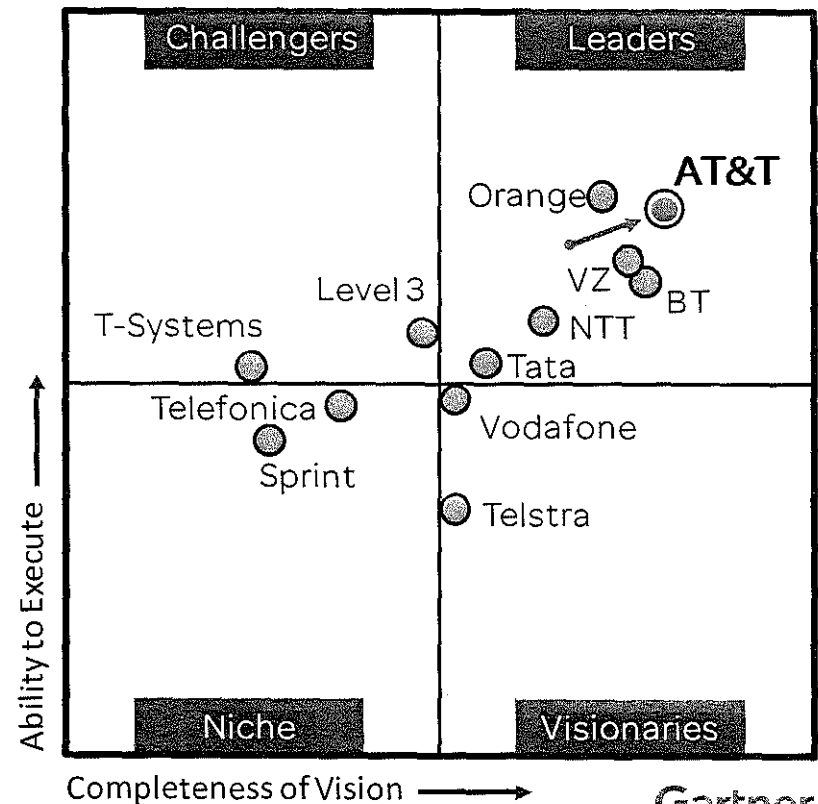 Challengers
Leaders
AT&T
Orange
VZ
BT
Level 3
NTT
T-Systems
Tata
Telefonica
Vodafone
Sprint
Telstra
Ability to Execute
Niche
Visionaries
Completeness of Vision
Gartner